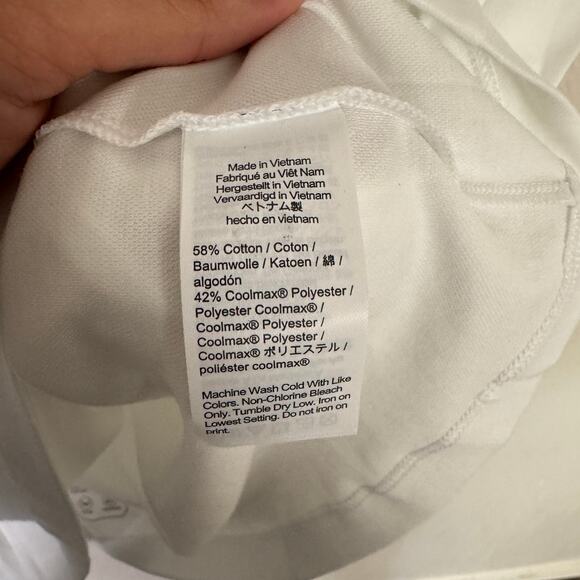 Made in Vietnam
Fabriqué au Viêt Nam
Hergestellt in Vietnam
Vervaardigd in Vietnam
ベトナム製
hecho en vietnam
58% Cotton / Coton /
Baumwolle / Katoen / 綿 /
algodón
42% Coolmax® Polyester /
Polyester Coolmax® /
Coolmax® Polyester /
Coolmax® Polyester /
Coolmax® ポリエステル /
poliéster coolmax®
Machine Wash Cold With Like
Colors. Non-Chlorine Bleach
Only. Tumble Dry Low. Iron on
Lowest Setting. Do not iron on
print.